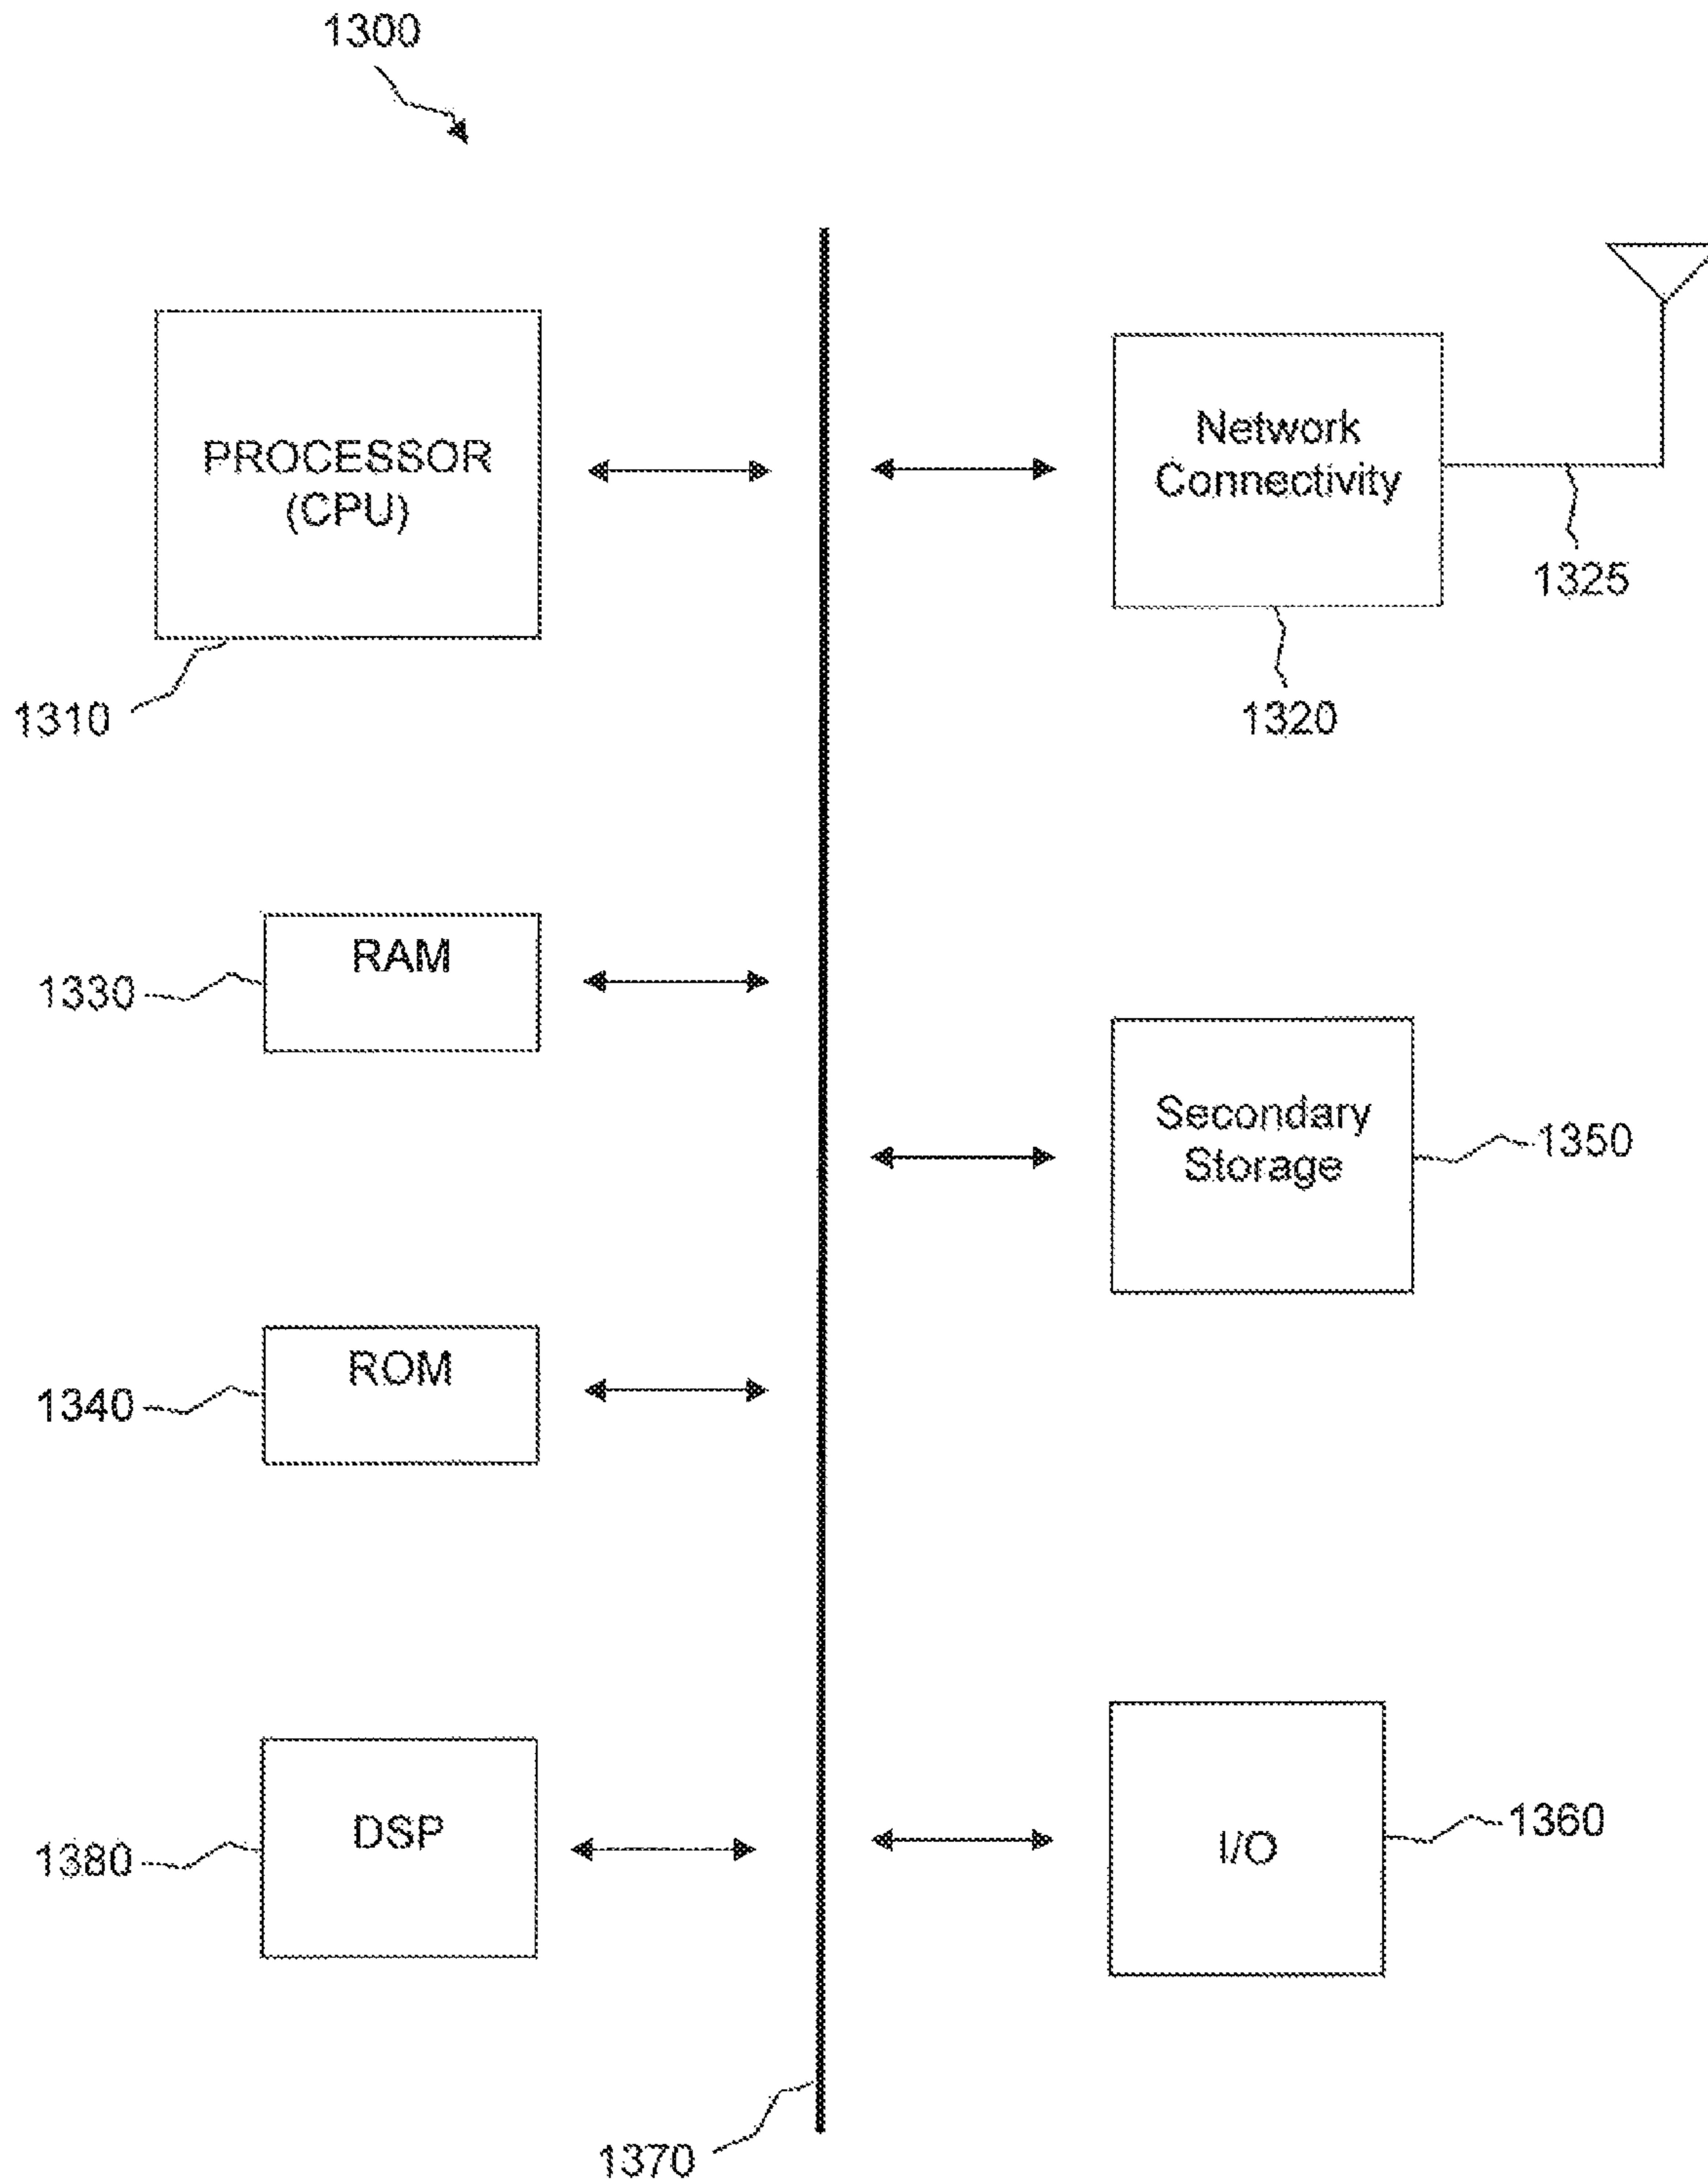 1300
PROCESSOR
(CPU)
1310
Network
Connectivity
1325
1320
RAM
1330
Secondary
Storage
1350
ROM
1340
DSP
1380
I/O
1360
1370